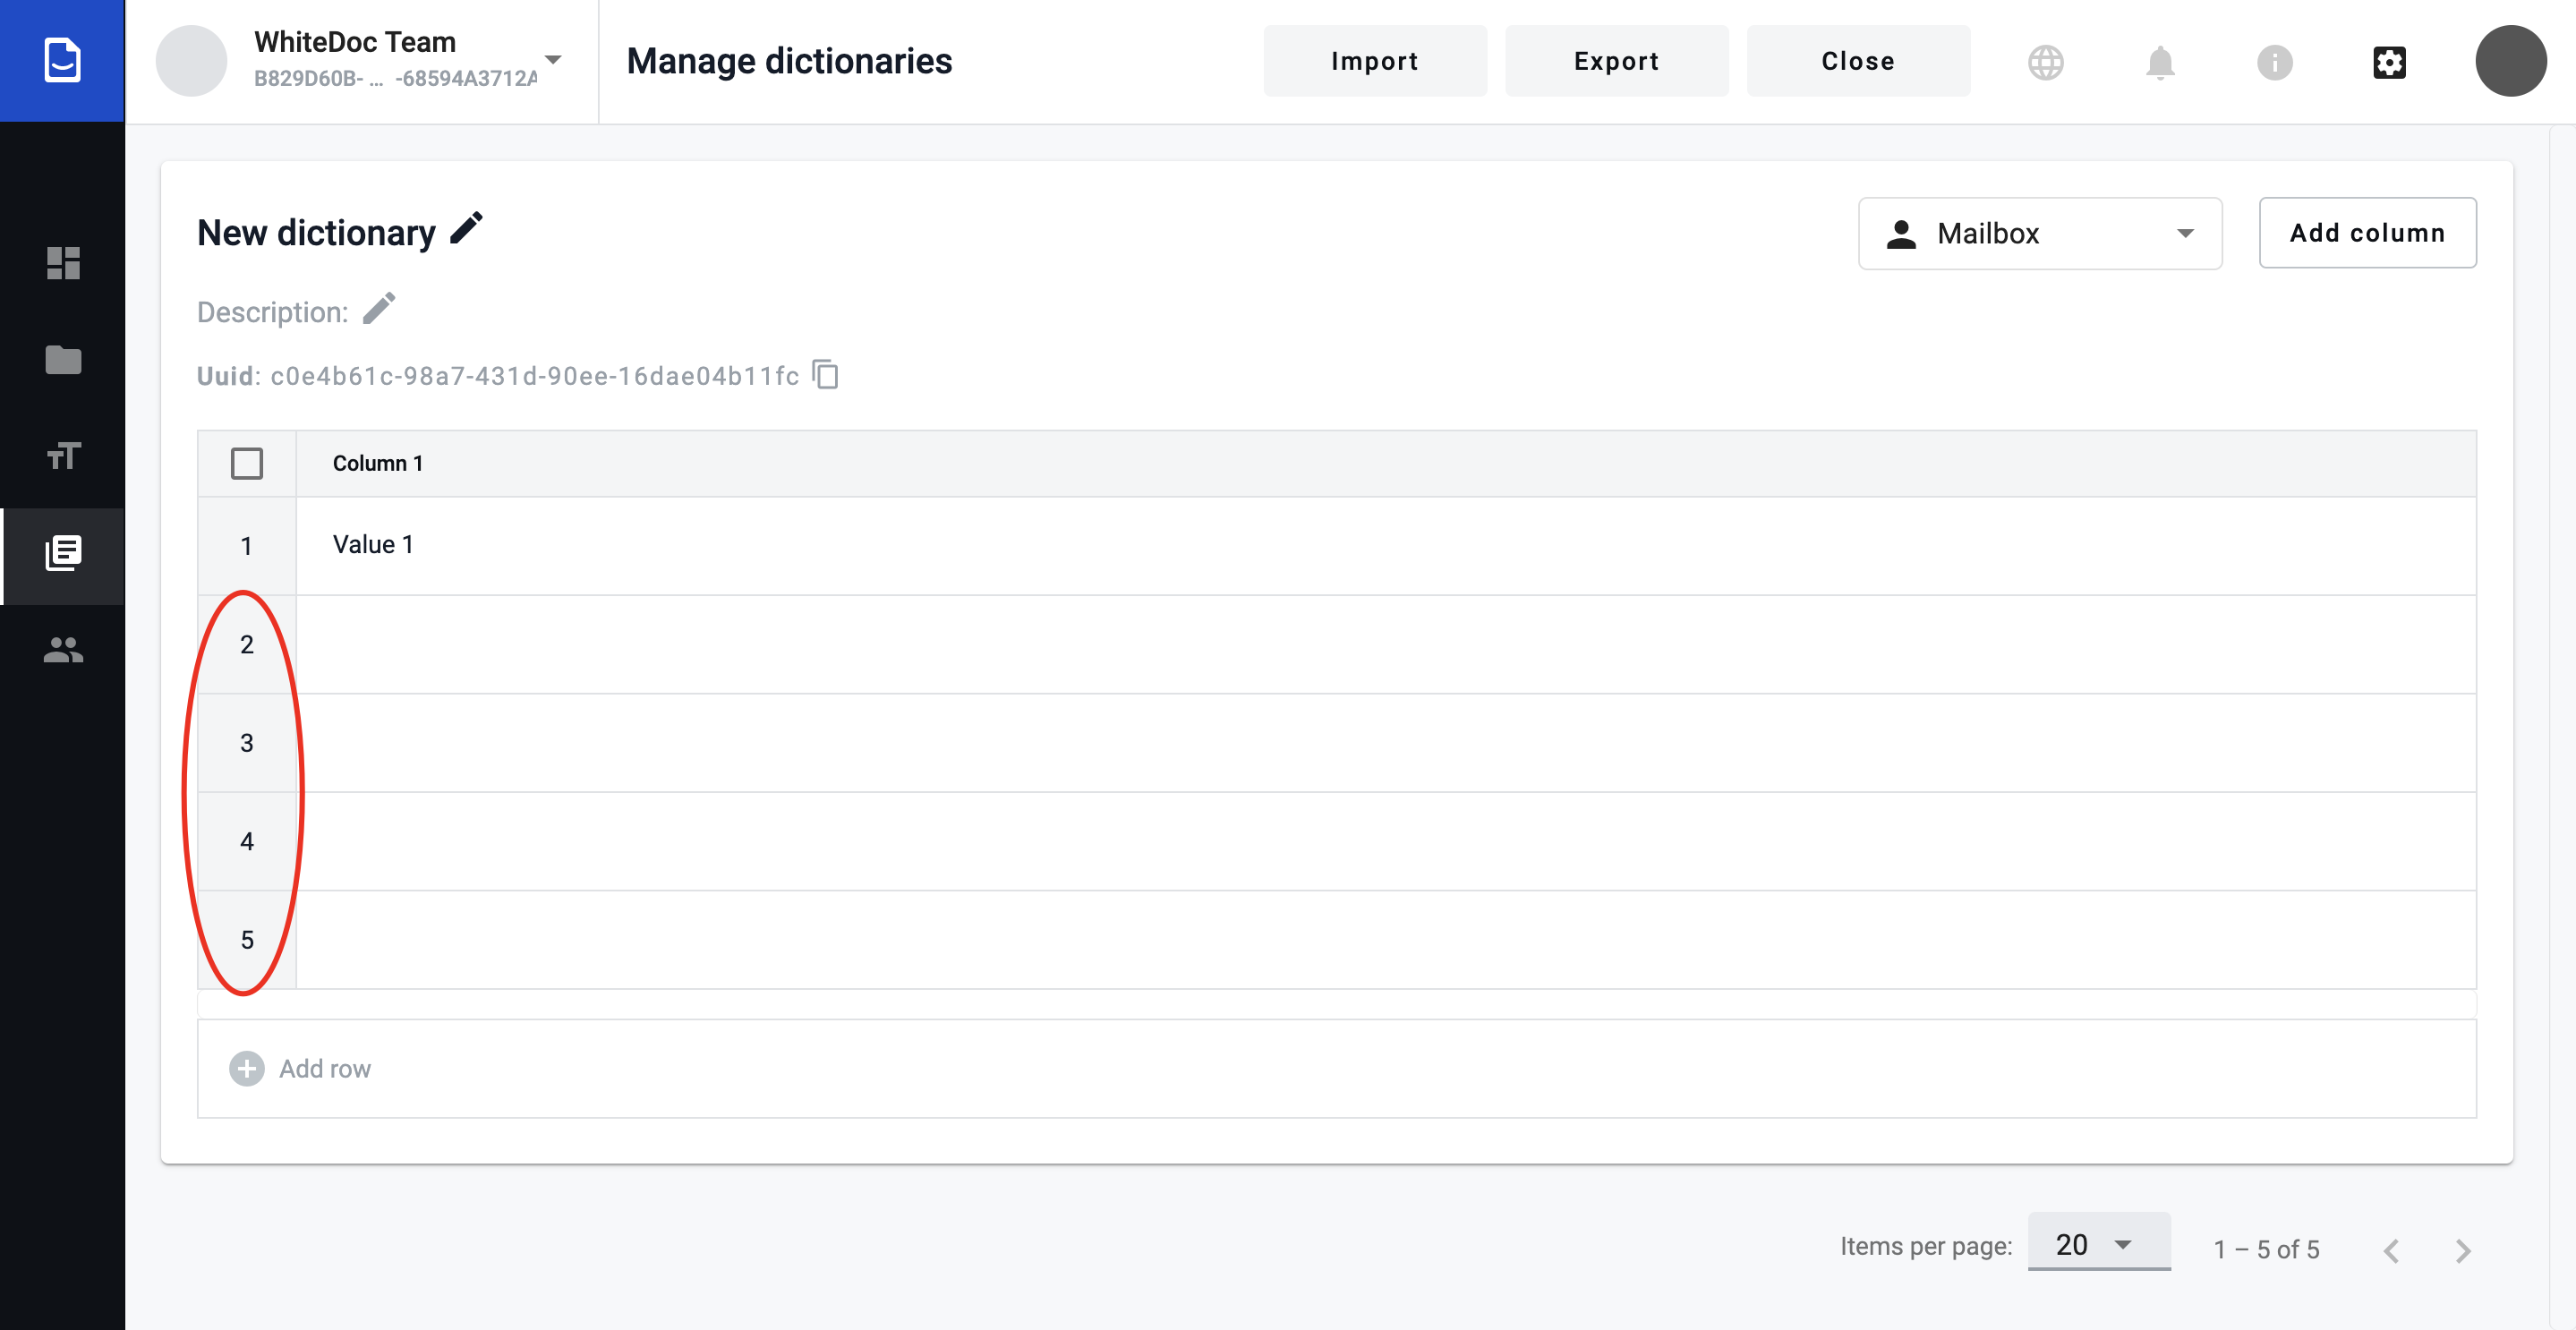 WhiteDoc Team
B829D60B- ... -68594A3712A
Manage dictionaries
Import
Export
Close
New dictionary
Mailbox
Add column
Description:
Uuid: c0e4b61c-98a7-431d-90ee-16dae04b11fc
Column 1
1 Value 1
2
3
4
5
Add row
Items per page: 20 1 – 5 of 5